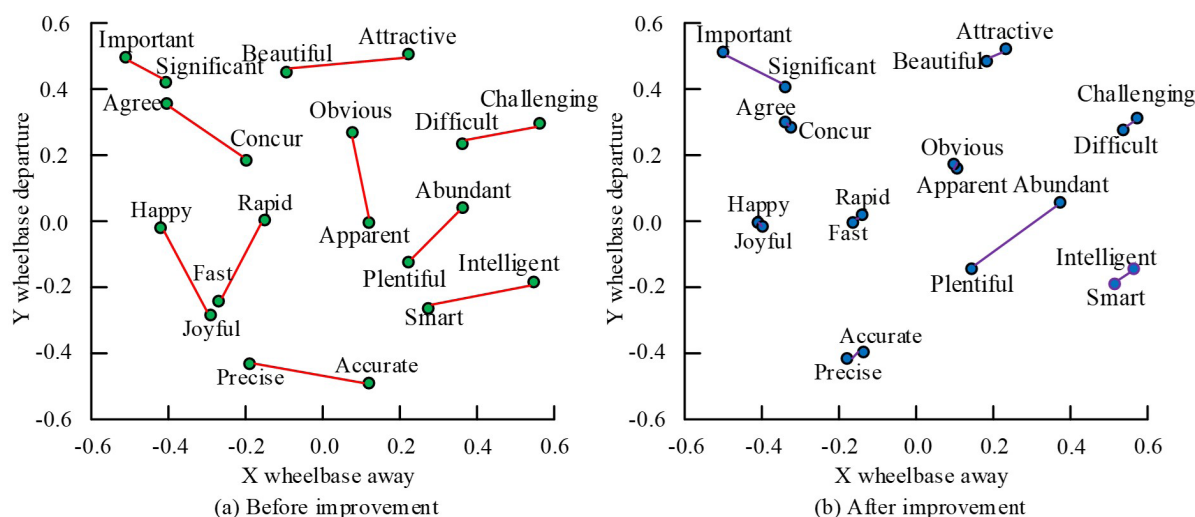 0.6
0.4
0.2
0.0
-0.2
-0.4
-0.6
Y wheelbase departure
Important
Significant
Beautiful
Attractive
Agree
Concur
Obvious
Difficult
Challenging
Happy
Rapid
Apparent
Abundant
Fast
Joyful
Plentiful
Intelligent
Smart
Precise
Accurate
-0.6 -0.4 -0.2 0.0 0.2 0.4 0.6
X wheelbase away
(a) Before improvement
0.6
0.4
0.2
0.0
-0.2
-0.4
-0.6
Y wheelbase departure
Important
Significant
Beautiful
Attractive
Agree
Concur
Challenging
Difficult
Obvious
Apparent
Abundant
Happy
Joyful
Rapid
Fast
Plentiful
Intelligent
Smart
Accurate
Precise
-0.6 -0.4 -0.2 0.0 0.2 0.4 0.6
X wheelbase away
(b) After improvement